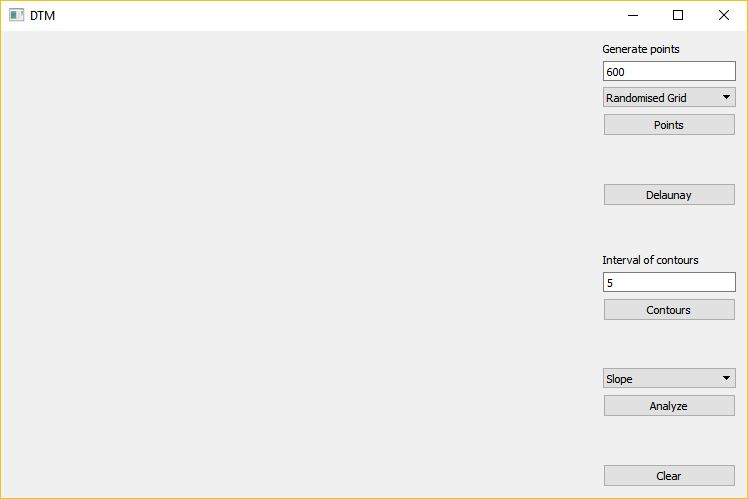 DTM
Generate points
600
Randomised Grid
Points
Delaunay
Interval of contours
5
Contours
Slope
Analyze
Clear